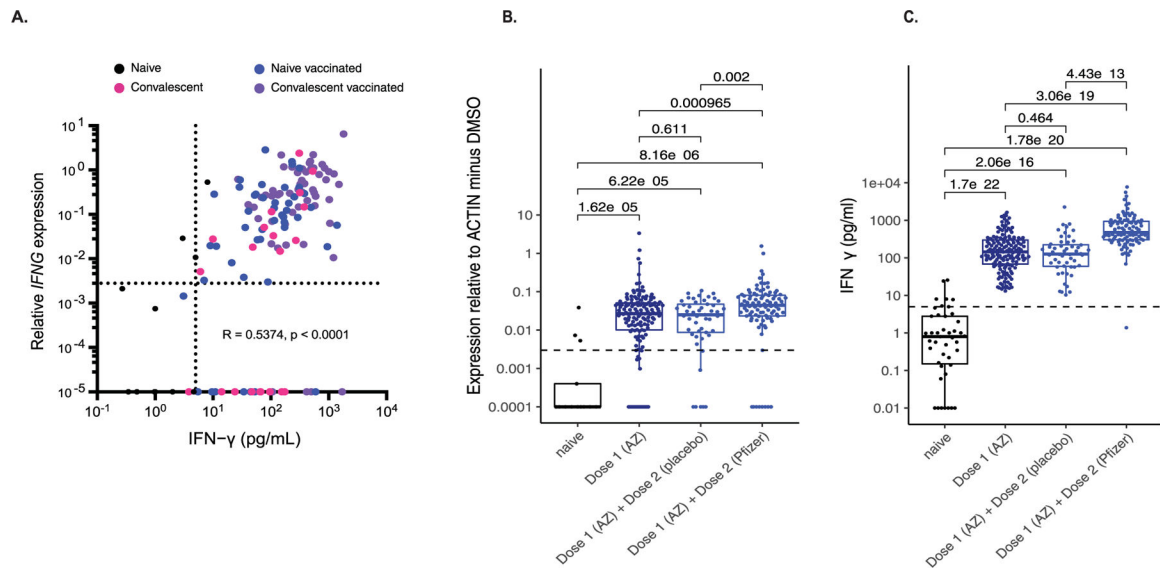 A.
Naive
Naive vaccinated
Convalescent
Convalescent vaccinated
Relative IFNG expression
10^1
10^0
10^-1
10^-2
10^-3
10^-4
10^-5
R = 0.5374, p < 0.0001
10^-1
10^0
10^1
10^2
10^3
10^4
IFN-γ (pg/mL)
B.
Expression relative to ACTIN minus DMSO
0.002
0.000965
0.611
8.16e 06
6.22e 05
1.62e 05
10
1
0.1
0.01
0.001
0.0001
naive
Dose 1 (AZ)
Dose 1 (AZ) + Dose 2 (placebo)
Dose 1 (AZ) + Dose 2 (Pfizer)
C.
IFN γ (pg/ml)
4.43e 13
3.06e 19
0.464
1.78e 20
2.06e 16
1.7e 22
1e+04
1000
100
10
1
0.1
0.01
naive
Dose 1 (AZ)
Dose 1 (AZ) + Dose 2 (placebo)
Dose 1 (AZ) + Dose 2 (Pfizer)